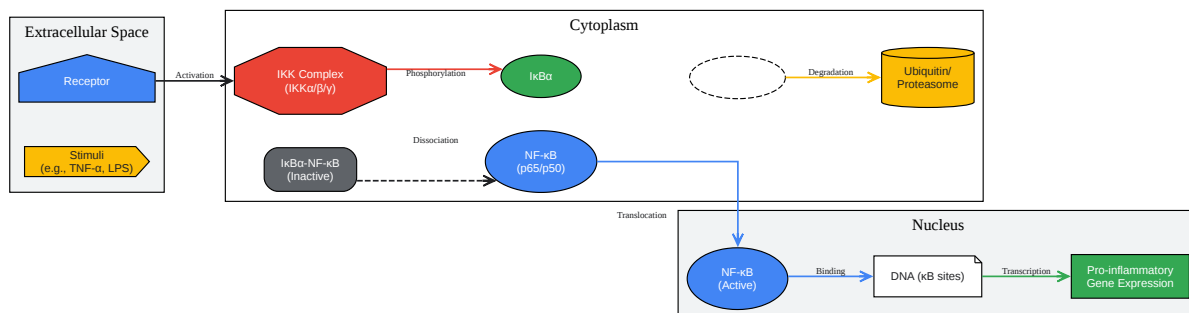 Extracellular Space
Receptor
Stimuli
(e.g., TNF-α, LPS)
Activation
Cytoplasm
IKK Complex
(IKKα/β/γ)
Phosphorylation
IκBα
Degradation
Ubiquitin/
Proteasome
IκBα-NF-κB
(Inactive)
Dissociation
NF-κB
(p65/p50)
Translocation
Nucleus
NF-κB
(Active)
Binding
DNA (κB sites)
Transcription
Pro-inflammatory
Gene Expression